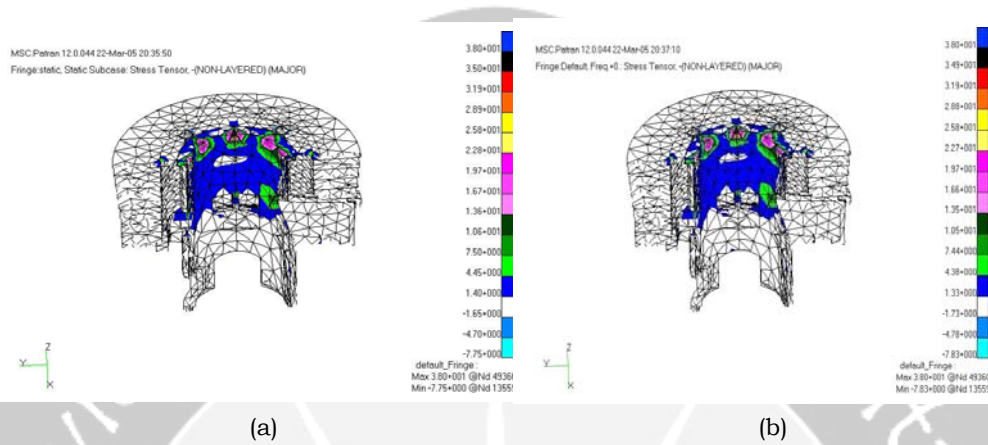 MSC.Patran 12.0.044 22-Mar-05 20:35:50
Fringe:static, Static Subcase: Stress Tensor, -(NON-LAYERED) (MAJOR)
3.80+001
3.50+001
3.19+001
2.89+001
2.58+001
2.28+001
1.97+001
1.67+001
1.36+001
1.06+001
7.50+000
4.45+000
1.40+000
-1.65+000
-4.70+000
-7.75+000
default_Fringe :
Max 3.80+001 @Nd 4936
Min -7.75+000 @Nd 1355
Z
Y
X
(a)
MSC.Patran 12.0.044 22-Mar-05 20:37:10
Fringe:Default, Freq.=0.: Stress Tensor, -(NON-LAYERED) (MAJOR)
3.80+001
3.49+001
3.19+001
2.88+001
2.58+001
2.27+001
1.97+001
1.66+001
1.35+001
1.05+001
7.44+000
4.38+000
1.33+000
-1.73+000
-4.78+000
-7.83+000
default_Fringe :
Max 3.80+001 @Nd 4936
Min -7.83+000 @Nd 1355
Z
Y
X
(b)